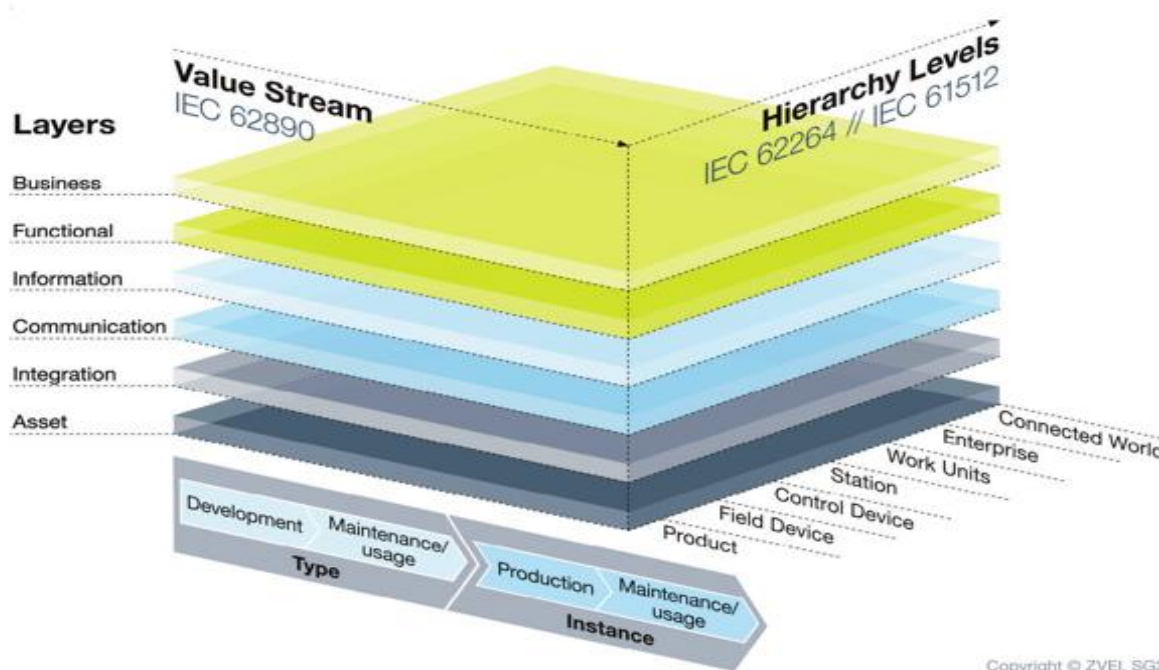 Value Stream
IEC 62890
Hierarchy Levels
IEC 62264 // IEC 61512
Layers
Business
Functional
Information
Communication
Integration
Asset
Connected World
Enterprise
Work Units
Station
Control Device
Field Device
Product
Development
Maintenance/
usage
Type
Production
Maintenance/
usage
Instance
Copyright © ZVEI, SG